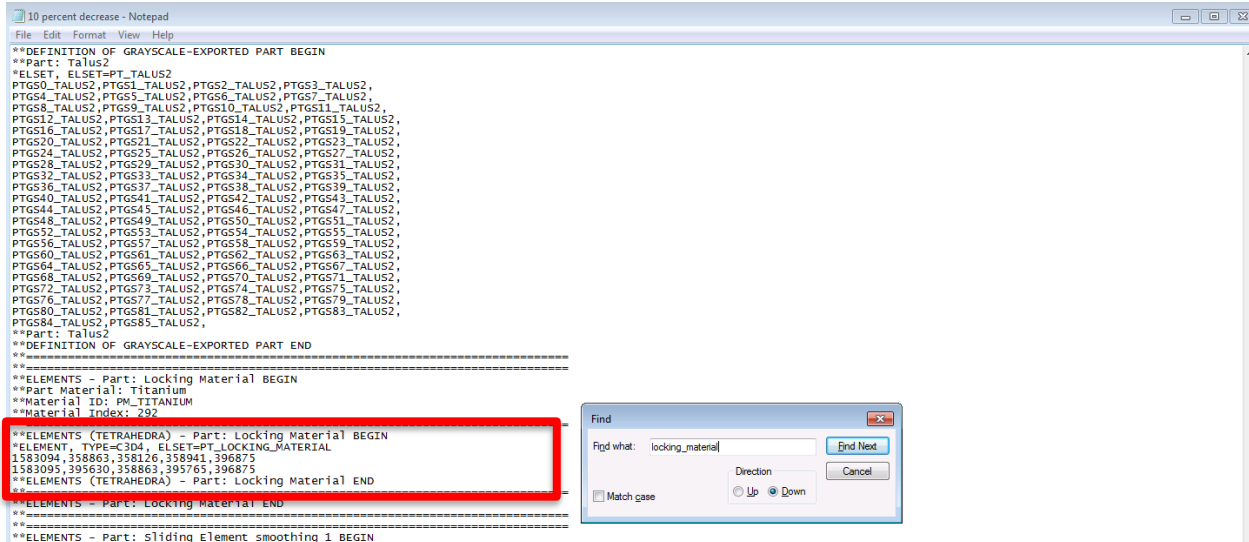 10 percent decrease - Notepad
File Edit Format View Help
**DEFINITION OF GRAYSCALE-EXPORTED PART BEGIN
**Part: Talus2
*ELSET, ELSET=PT_TALUS2
PTGS0_TALUS2,PTGS1_TALUS2,PTGS2_TALUS2,PTGS3_TALUS2,
PTGS4_TALUS2,PTGS5_TALUS2,PTGS6_TALUS2,PTGS7_TALUS2,
PTGS8_TALUS2,PTGS9_TALUS2,PTGS10_TALUS2,PTGS11_TALUS2,
PTGS12_TALUS2,PTGS13_TALUS2,PTGS14_TALUS2,PTGS15_TALUS2,
PTGS16_TALUS2,PTGS17_TALUS2,PTGS18_TALUS2,PTGS19_TALUS2,
PTGS20_TALUS2,PTGS21_TALUS2,PTGS22_TALUS2,PTGS23_TALUS2,
PTGS24_TALUS2,PTGS25_TALUS2,PTGS26_TALUS2,PTGS27_TALUS2,
PTGS28_TALUS2,PTGS29_TALUS2,PTGS30_TALUS2,PTGS31_TALUS2,
PTGS32_TALUS2,PTGS33_TALUS2,PTGS34_TALUS2,PTGS35_TALUS2,
PTGS36_TALUS2,PTGS37_TALUS2,PTGS38_TALUS2,PTGS39_TALUS2,
PTGS40_TALUS2,PTGS41_TALUS2,PTGS42_TALUS2,PTGS43_TALUS2,
PTGS44_TALUS2,PTGS45_TALUS2,PTGS46_TALUS2,PTGS47_TALUS2,
PTGS48_TALUS2,PTGS49_TALUS2,PTGS50_TALUS2,PTGS51_TALUS2,
PTGS52_TALUS2,PTGS53_TALUS2,PTGS54_TALUS2,PTGS55_TALUS2,
PTGS56_TALUS2,PTGS57_TALUS2,PTGS58_TALUS2,PTGS59_TALUS2,
PTGS60_TALUS2,PTGS61_TALUS2,PTGS62_TALUS2,PTGS63_TALUS2,
PTGS64_TALUS2,PTGS65_TALUS2,PTGS66_TALUS2,PTGS67_TALUS2,
PTGS68_TALUS2,PTGS69_TALUS2,PTGS70_TALUS2,PTGS71_TALUS2,
PTGS72_TALUS2,PTGS73_TALUS2,PTGS74_TALUS2,PTGS75_TALUS2,
PTGS76_TALUS2,PTGS77_TALUS2,PTGS78_TALUS2,PTGS79_TALUS2,
PTGS80_TALUS2,PTGS81_TALUS2,PTGS82_TALUS2,PTGS83_TALUS2,
PTGS84_TALUS2,PTGS85_TALUS2,
**Part: Talus2
**DEFINITION OF GRAYSCALE-EXPORTED PART END
**==============================================================================
**==============================================================================
**ELEMENTS - Part: Locking Material BEGIN
**Part Material: Titanium
**Material ID: PM_TITANIUM
**Material Index: 292
**ELEMENTS (TETRAHEDRA) - Part: Locking Material BEGIN
*ELEMENT, TYPE=C3D4, ELSET=PT_LOCKING_MATERIAL
1583094,358863,358126,358941,396875
1583095,395630,358863,395765,396875
**ELEMENTS (TETRAHEDRA) - Part: Locking Material END
**==============================================================================
**ELEMENTS - Part: Locking Material END
**==============================================================================
**==============================================================================
**ELEMENTS - Part: Sliding Element smoothing 1 BEGIN
Find
Find what: locking_material Find Next
Direction Cancel
Match case Up Down